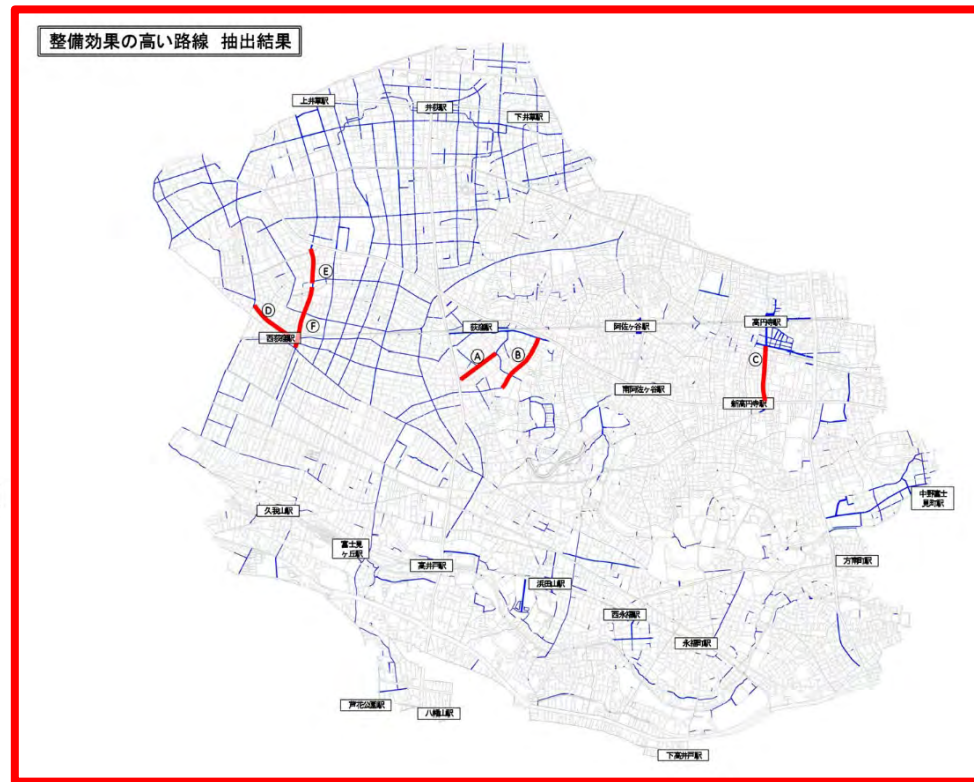 整備効果の高い路線 抽出結果
上井草駅
井荻駅
下井草駅
E
D
F
西荻窪駅
荻窪駅
阿佐ヶ谷駅
高円寺駅
A
B
C
南阿佐ヶ谷駅
新高円寺駅
中野富士
見町駅
久我山駅
富士見
ヶ丘駅
高井戸駅
浜田山駅
方南町駅
西永福駅
永福町駅
芦花公園駅
八幡山駅
下高井戸駅